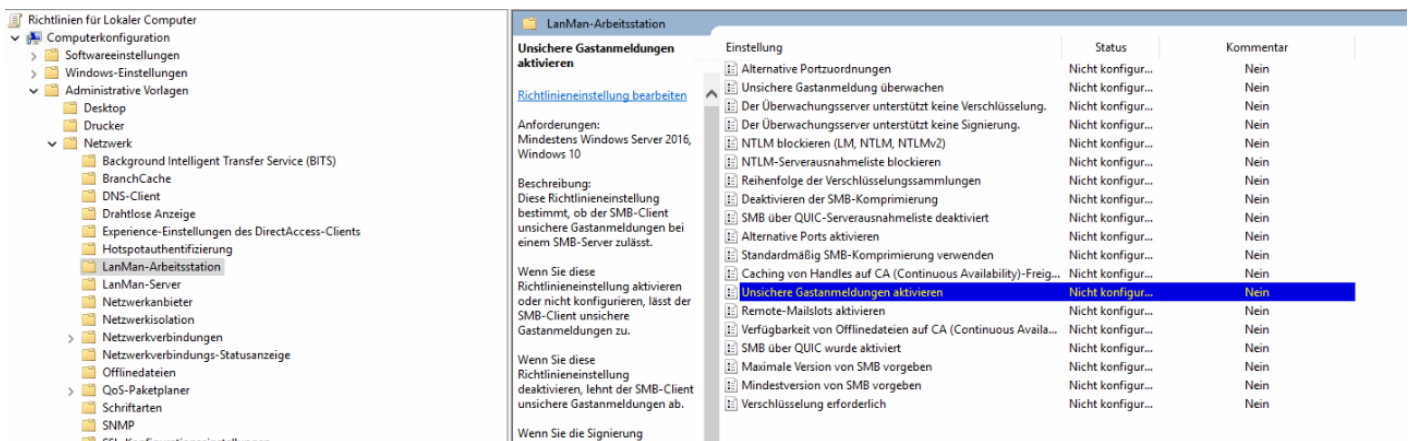 Richtlinien für Lokaler Computer
Computerkonfiguration
Softwareeinstellungen
Windows-Einstellungen
Administrative Vorlagen
Desktop
Drucker
Netzwerk
Background Intelligent Transfer Service (BITS)
BranchCache
DNS-Client
Drahtlose Anzeige
Experience-Einstellungen des DirectAccess-Clients
Hotspotauthentifizierung
LanMan-Arbeitsstation
LanMan-Server
Netzwerkanbieter
Netzwerkisolation
Netzwerkverbindungen
Netzwerkverbindungs-Statusanzeige
Offlinedateien
QoS-Paketplaner
Schriftarten
SNMP
LanMan-Arbeitsstation
Unsichere Gastanmeldungen
aktivieren
Richtlinieneinstellung bearbeiten
Anforderungen:
Mindestens Windows Server 2016,
Windows 10
Beschreibung:
Diese Richtlinieneinstellung
bestimmt, ob der SMB-Client
unsichere Gastanmeldungen bei
einem SMB-Server zulässt.
Wenn Sie diese
Richtlinieneinstellung aktivieren
oder nicht konfigurieren, lässt der
SMB-Client unsichere
Gastanmeldungen zu.
Wenn Sie diese
Richtlinieneinstellung
deaktivieren, lehnt der SMB-Client
unsichere Gastanmeldungen ab.
Wenn Sie die Signierung
Einstellung Status Kommentar
Alternative Portzuordnungen Nicht konfigur... Nein
Unsichere Gastanmeldung überwachen Nicht konfigur... Nein
Der Überwachungsserver unterstützt keine Verschlüsselung. Nicht konfigur... Nein
Der Überwachungsserver unterstützt keine Signierung. Nicht konfigur... Nein
NTLM blockieren (LM, NTLM, NTLMv2) Nicht konfigur... Nein
NTLM-Serverausnahmeliste blockieren Nicht konfigur... Nein
Reihenfolge der Verschlüsselungssammlungen Nicht konfigur... Nein
Deaktivieren der SMB-Komprimierung Nicht konfigur... Nein
SMB über QUIC-Serverausnahmeliste deaktiviert Nicht konfigur... Nein
Alternative Ports aktivieren Nicht konfigur... Nein
Standardmäßig SMB-Komprimierung verwenden Nicht konfigur... Nein
Caching von Handles auf CA (Continuous Availability)-Freig... Nicht konfigur... Nein
Unsichere Gastanmeldungen aktivieren Nicht konfigur... Nein
Remote-Mailslots aktivieren Nicht konfigur... Nein
Verfügbarkeit von Offlinedateien auf CA (Continuous Availa... Nicht konfigur... Nein
SMB über QUIC wurde aktiviert Nicht konfigur... Nein
Maximale Version von SMB vorgeben Nicht konfigur... Nein
Mindestversion von SMB vorgeben Nicht konfigur... Nein
Verschlüsselung erforderlich Nicht konfigur... Nein